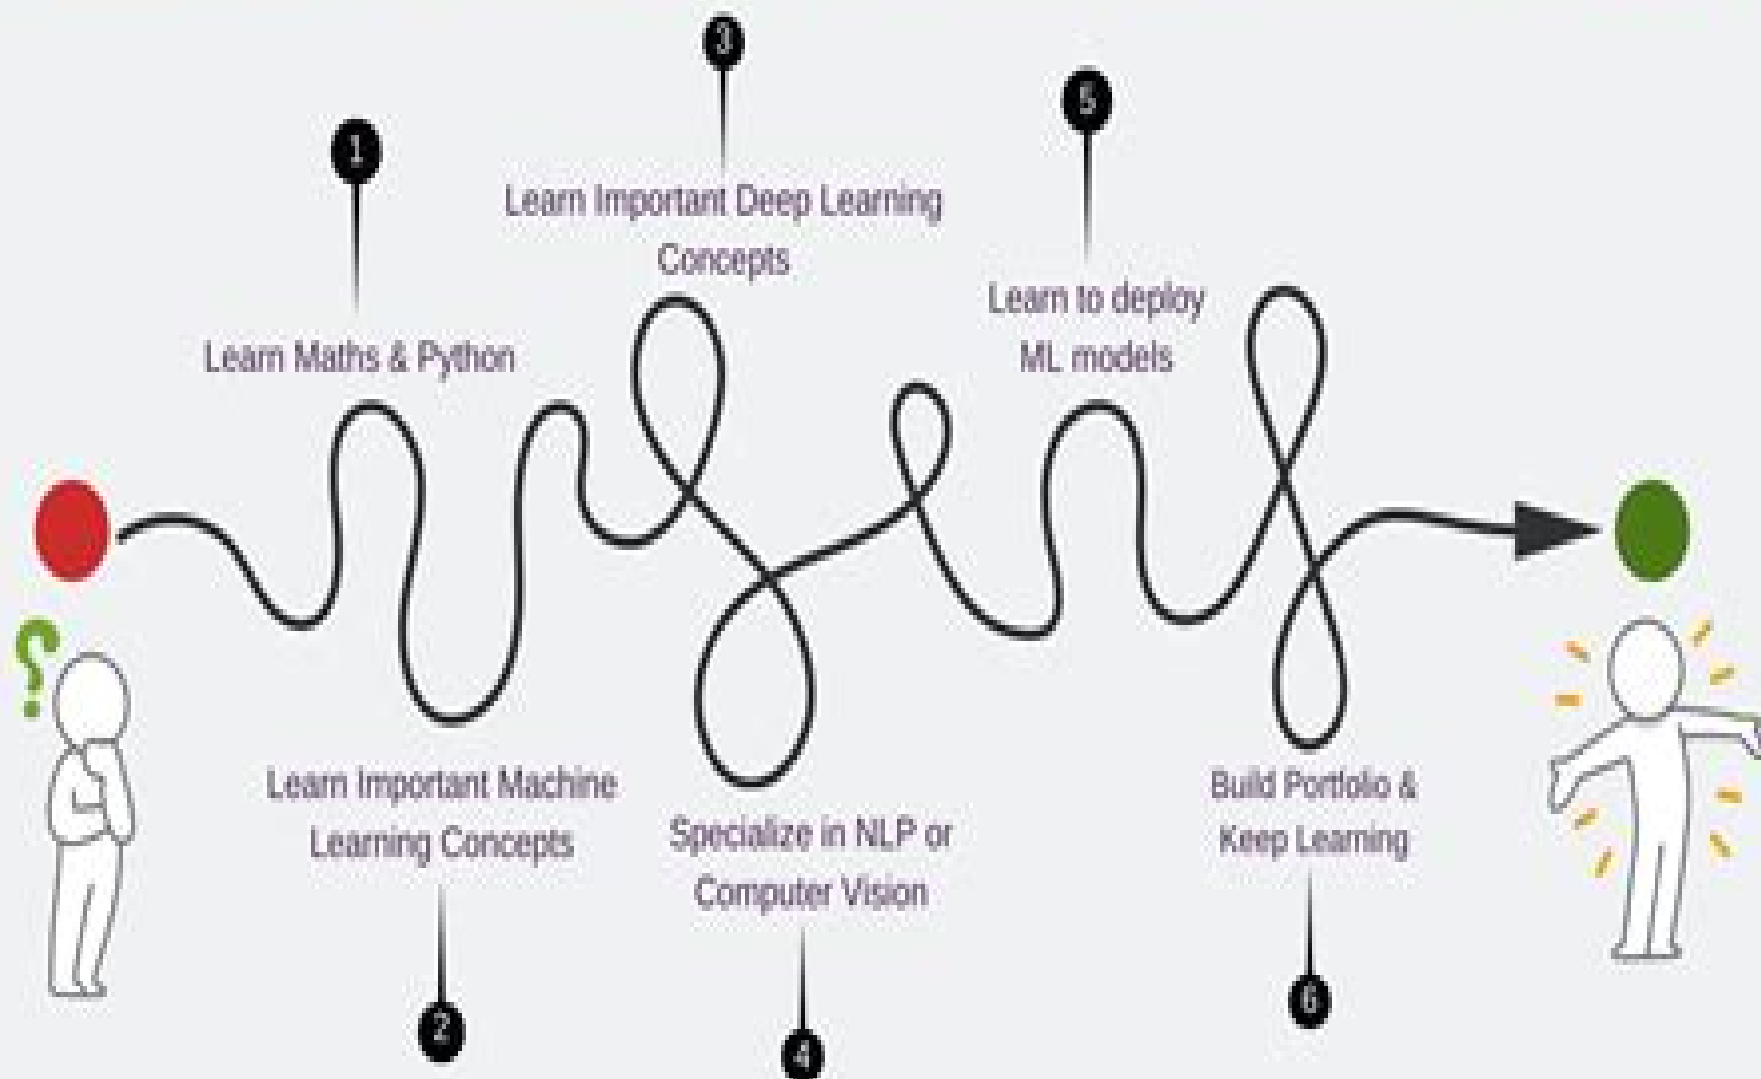 1
Learn Maths & Python
2
Learn Important Machine
Learning Concepts
3
Learn Important Deep Learning
Concepts
4
Specialize in NLP or
Computer Vision
5
Learn to deploy
ML models
6
Build Portfolio &
Keep Learning
?